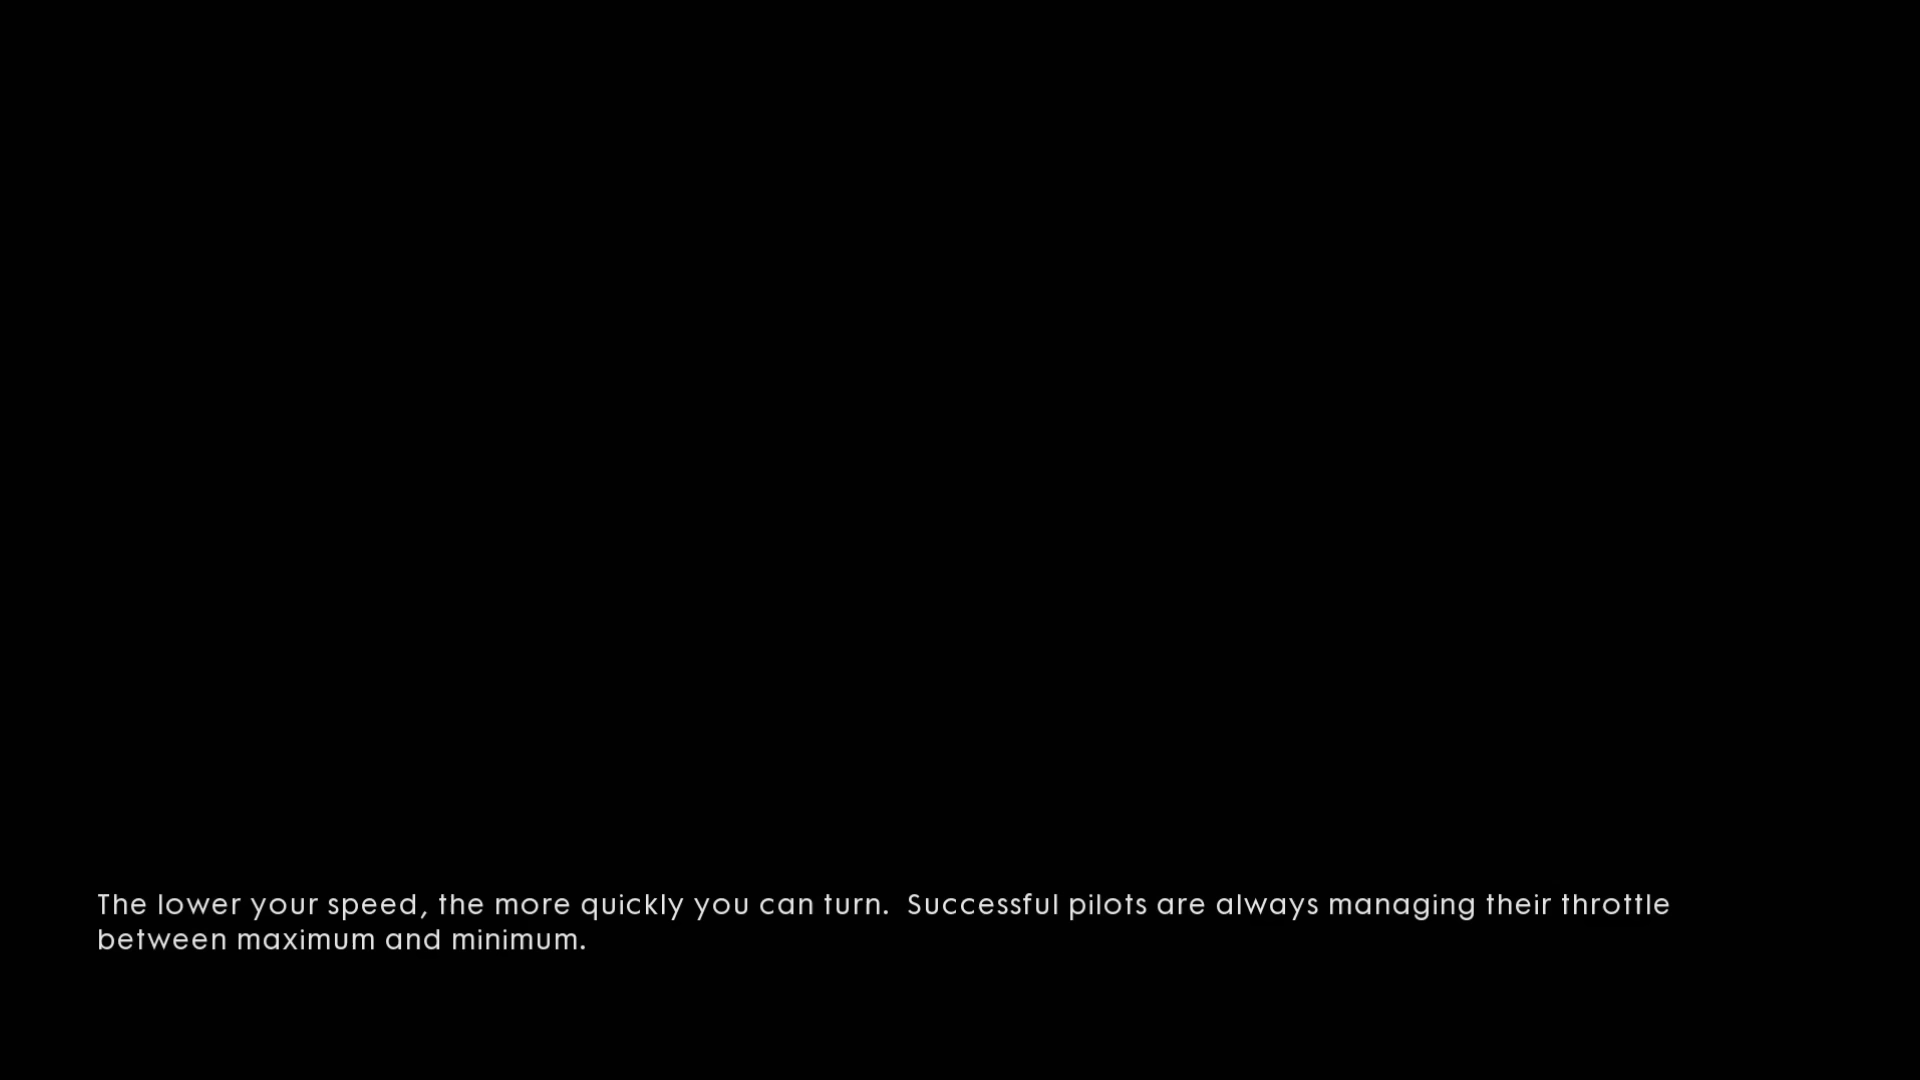 The lower your speed, the more quickly you can turn.  Successful pilots are always managing their throttle
between maximum and minimum.